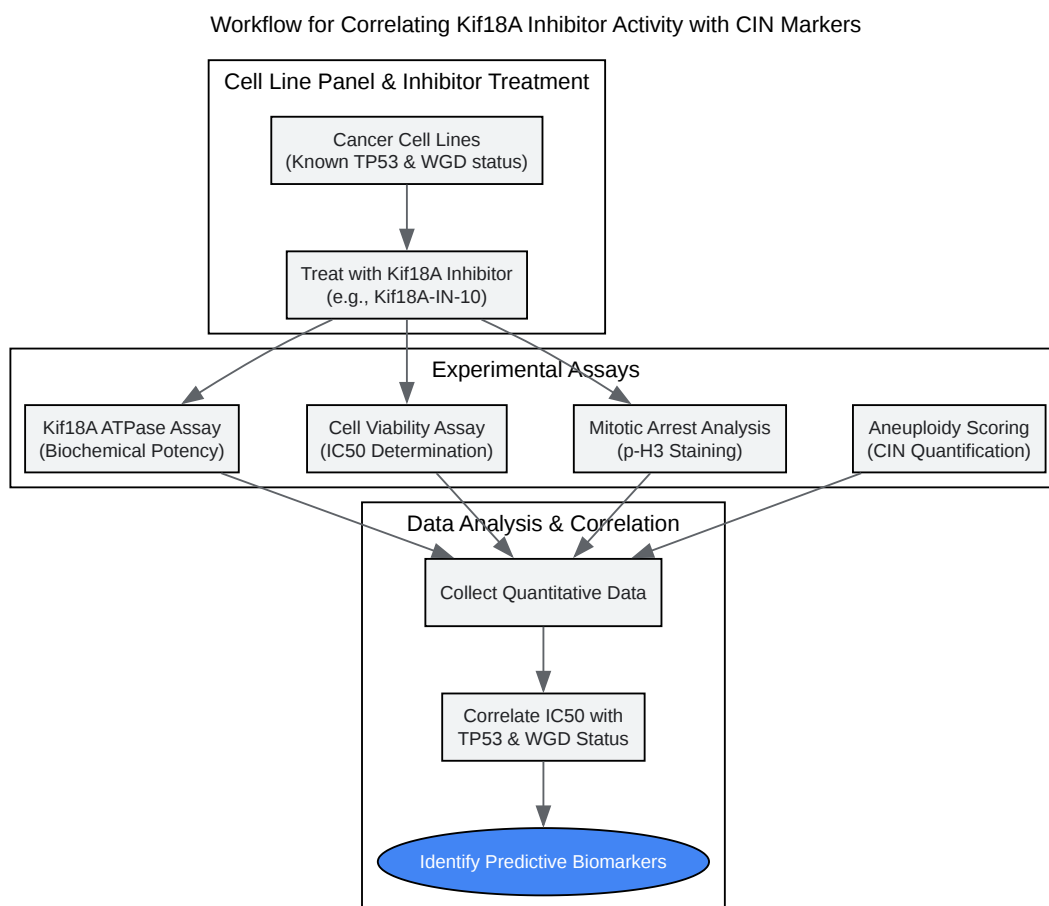 Workflow for Correlating Kif18A Inhibitor Activity with CIN Markers
Cell Line Panel & Inhibitor Treatment
Cancer Cell Lines
(Known TP53 & WGD status)
Treat with Kif18A Inhibitor
(e.g., Kif18A-IN-10)
Experimental Assays
Kif18A ATPase Assay
(Biochemical Potency)
Cell Viability Assay
(IC50 Determination)
Mitotic Arrest Analysis
(p-H3 Staining)
Aneuploidy Scoring
(CIN Quantification)
Data Analysis & Correlation
Collect Quantitative Data
Correlate IC50 with
TP53 & WGD Status
Identify Predictive Biomarkers